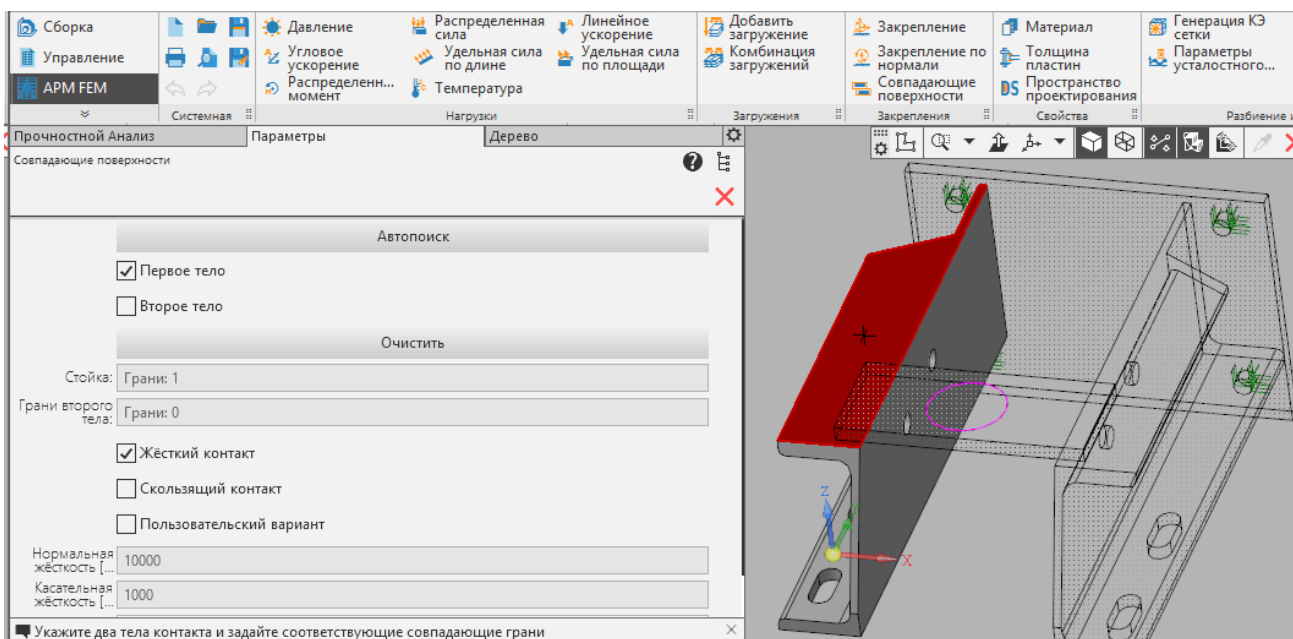 Сборка
Управление
APM FEM
Системная
Давление
Угловое
ускорение
Распределенн...
момент
Распределенная
сила
Удельная сила
по длине
Температура
Линейное
ускорение
Удельная сила
по площади
Нагрузки
Добавить
загружение
Комбинация
загружений
Загружения
Закрепление
Закрепление по
нормали
Совпадающие
поверхности
Закрепления
Материал
Толщина
пластин
DS Пространство
проектирования
Свойства
Генерация КЭ
сетки
Параметры
усталостного...
Разбиение и
Прочностной Анализ
Параметры
Дерево
Совпадающие поверхности
Автопоиск
Первое тело
Второе тело
Очистить
Стойка: Грани: 1
Грани второго
тела: Грани: 0
Жёсткий контакт
Скользящий контакт
Пользовательский вариант
Нормальная
жёсткость [... 10000
Касательная
жёсткость [... 1000
Укажите два тела контакта и задайте соответствующие совпадающие грани
Z
Y
X